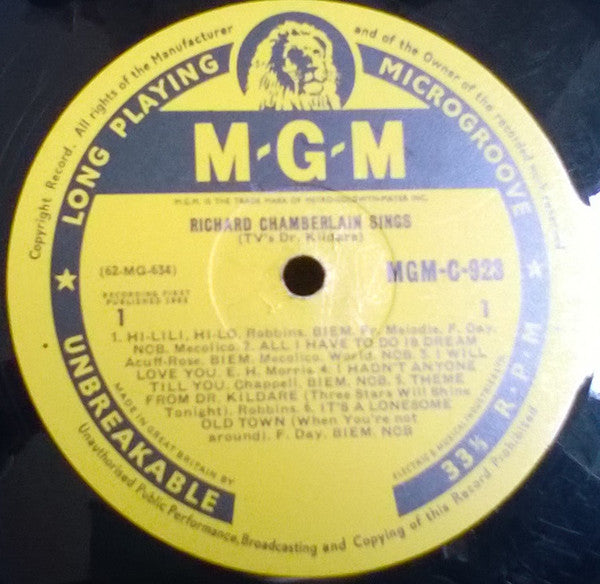 Copyright Record. All rights of the Manufacturer and of the Owner of the recorded work reserved
LONG PLAYING MICROGROOVE
M-G-M
M.G.M. IS THE TRADE MARK OF METRO-GOLDWYN-MAYER INC.
RICHARD CHAMBERLAIN SINGS
(TV's Dr. Kildare)
(62-MG-634)
MGM-C-923
RECORDING FIRST
PUBLISHED 1963
1
1
1. HI-LILI, HI-LO, Robbins. BIEM. Fr. Melodie. F. Day.
NCB. Mecolico. 2. ALL I HAVE TO DO IS DREAM
Acuff-Rose. BIEM. Mecolico. World. NCB. 3. I WILL
LOVE YOU. E. H. Morris 4. I HADN'T ANYONE
TILL YOU. Chappell. BIEM. NCB. 5. THEME
FROM DR. KILDARE (Three Stars Will Shine
Tonight). Robbins. 6. IT'S A LONESOME
OLD TOWN (When You're not
around). F. Day. BIEM. NCB
MADE IN GREAT BRITAIN BY
ELECTRIC & MUSICAL INDUSTRIES LTD.
UNBREAKABLE
33⅓ R·P·M
Unauthorised Public Performance, Broadcasting and Copying of this Record Prohibited